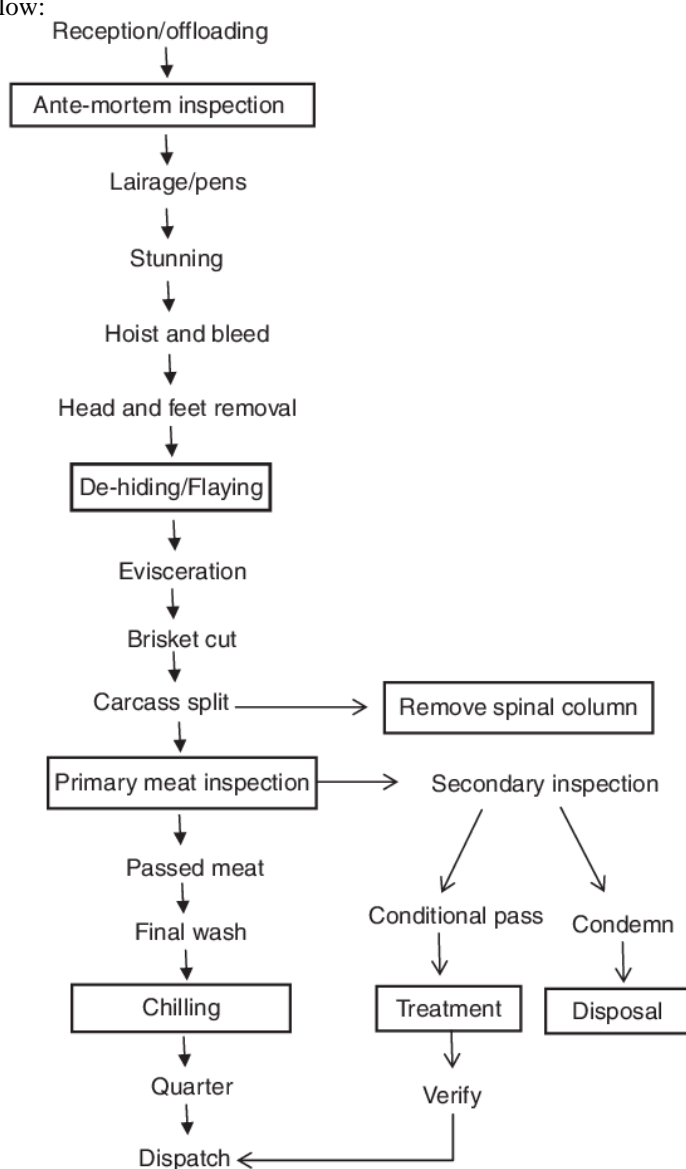 low:
Reception/offloading
Ante-mortem inspection
Lairage/pens
Stunning
Hoist and bleed
Head and feet removal
De-hiding/Flaying
Evisceration
Brisket cut
Carcass split
Remove spinal column
Primary meat inspection
Secondary inspection
Passed meat
Conditional pass
Condemn
Final wash
Chilling
Treatment
Disposal
Quarter
Verify
Dispatch